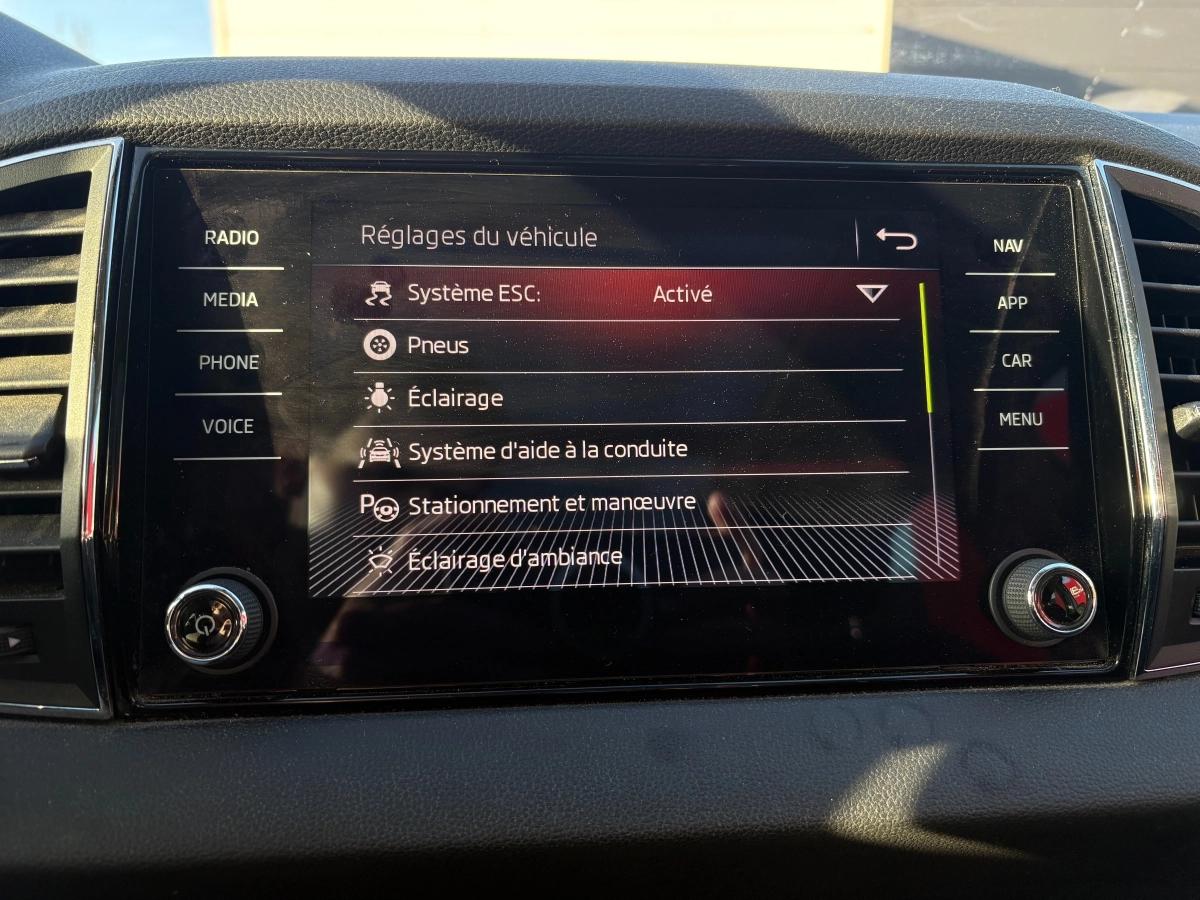 RADIO
MEDIA
PHONE
VOICE
Réglages du véhicule
Système ESC: Activé
Pneus
Éclairage
Système d'aide à la conduite
P Stationnement et manœuvre
Éclairage d'ambiance
NAV
APP
CAR
MENU